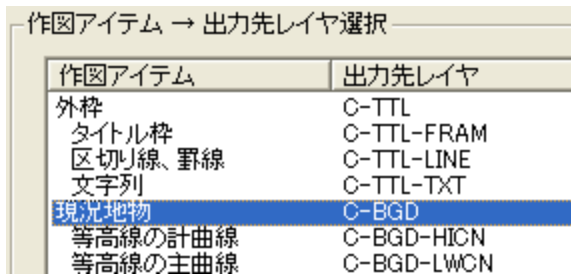 作図アイテム → 出力先レイヤ選択
作図アイテム 出力先レイヤ
外枠 C-TTL
タイトル枠 C-TTL-FRAM
区切り線、罫線 C-TTL-LINE
文字列 C-TTL-TXT
現況地物 C-BGD
等高線の計曲線 C-BGD-HICN
等高線の主曲線 C-BGD-LWCN